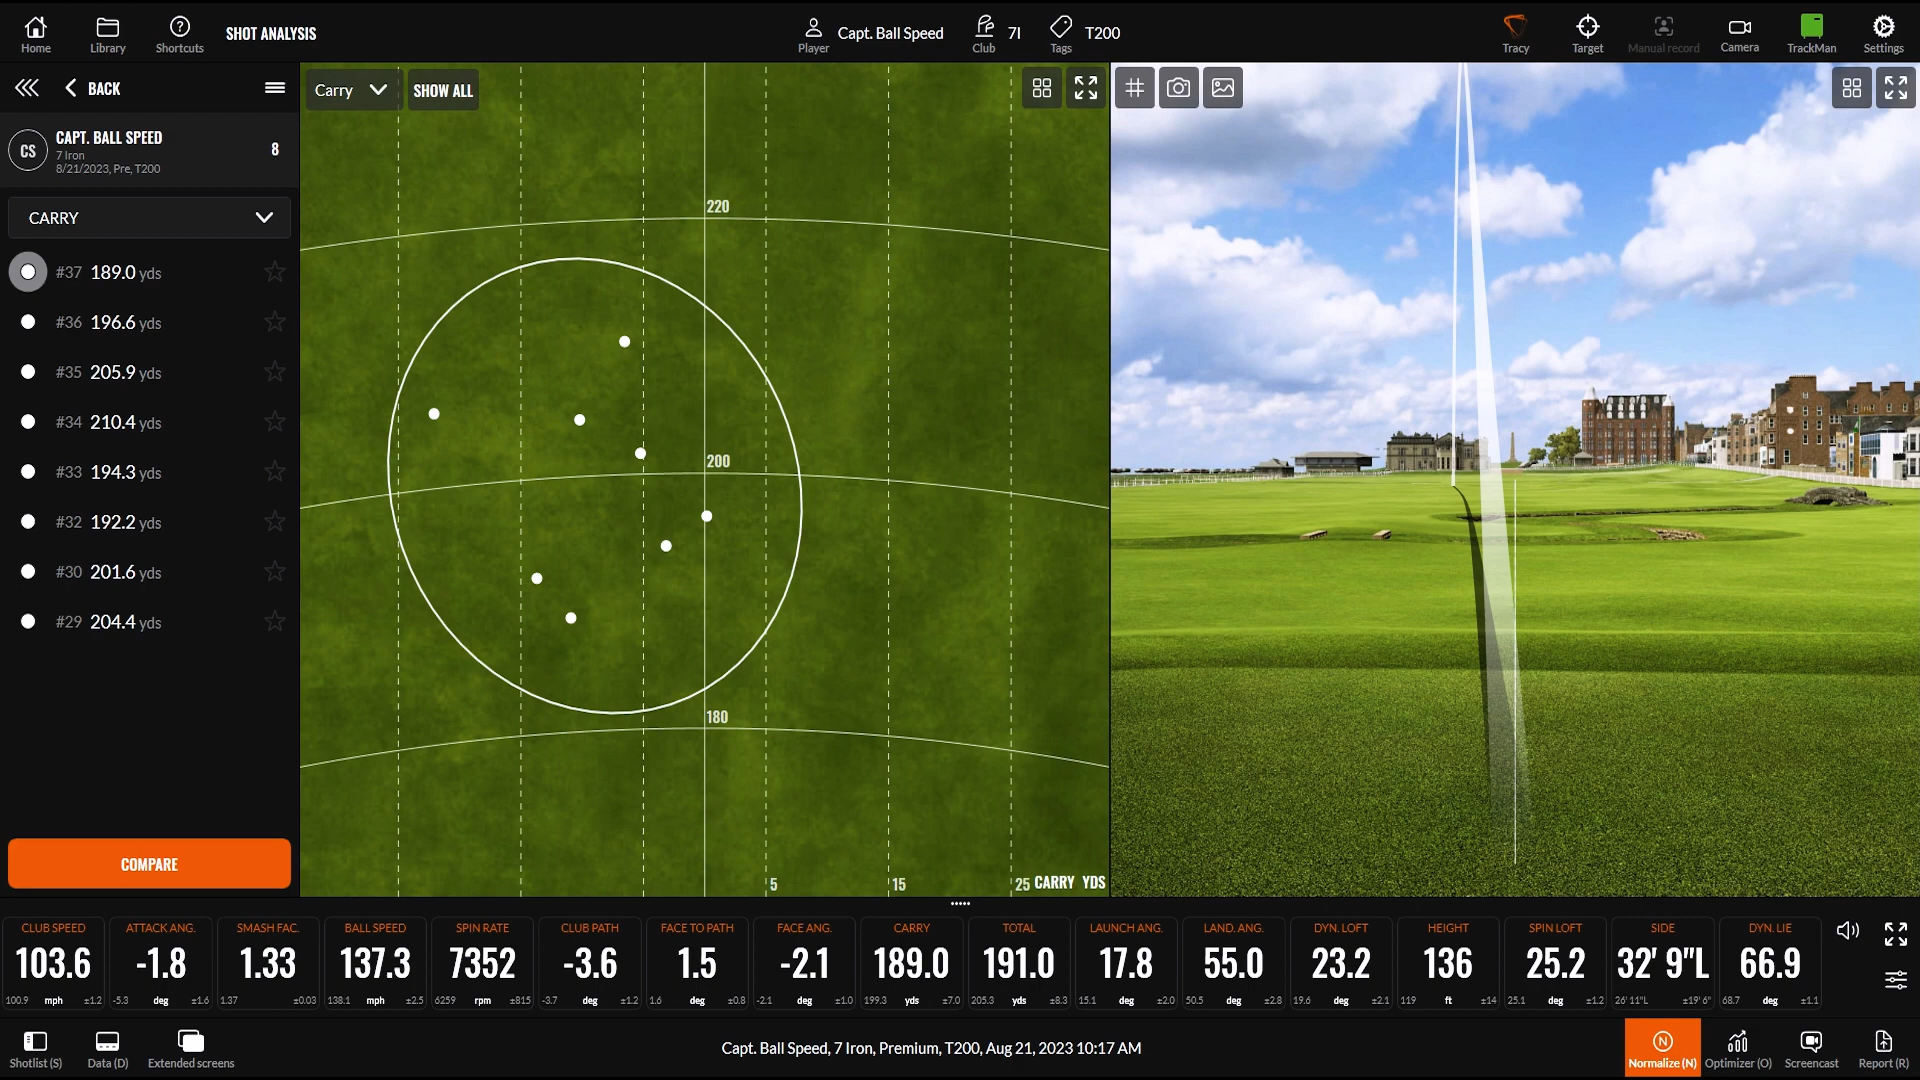 Home
Library
Shortcuts
SHOT ANALYSIS
Player
Capt. Ball Speed
Club
7I
Tags
T200
Tracy
Target
Manual record
Camera
TrackMan
Settings
BACK
CS
CAPT. BALL SPEED
7 Iron
8/21/2023, Pre, T200
8
CARRY
#37 189.0 yds
#36 196.6 yds
#35 205.9 yds
#34 210.4 yds
#33 194.3 yds
#32 192.2 yds
#30 201.6 yds
#29 204.4 yds
COMPARE
Carry
SHOW ALL
220
200
180
5
15
25
CARRY YDS
CLUB SPEED
103.6
100.9 mph ±1.2
ATTACK ANG.
-1.8
-5.3 deg ±1.6
SMASH FAC.
1.33
1.37 ±0.03
BALL SPEED
137.3
138.1 mph ±2.5
SPIN RATE
7352
6259 rpm ±815
CLUB PATH
-3.6
-3.7 deg ±1.2
FACE TO PATH
1.5
1.6 deg ±0.8
FACE ANG.
-2.1
-2.1 deg ±1.0
CARRY
189.0
199.3 yds ±7.0
TOTAL
191.0
205.3 yds ±8.3
LAUNCH ANG.
17.8
15.1 deg ±2.0
LAND. ANG.
55.0
50.5 deg ±2.8
DYN. LOFT
23.2
19.6 deg ±2.1
HEIGHT
136
119 ft ±14
SPIN LOFT
25.2
25.1 deg ±1.2
SIDE
32' 9"L
26' 11"L ±19' 6"
DYN. LIE
66.9
68.7 deg ±1.1
Shotlist (S)
Data (D)
Extended screens
Capt. Ball Speed, 7 Iron, Premium, T200, Aug 21, 2023 10:17 AM
N
Normalize (N)
Optimizer (O)
Screencast
Report (R)